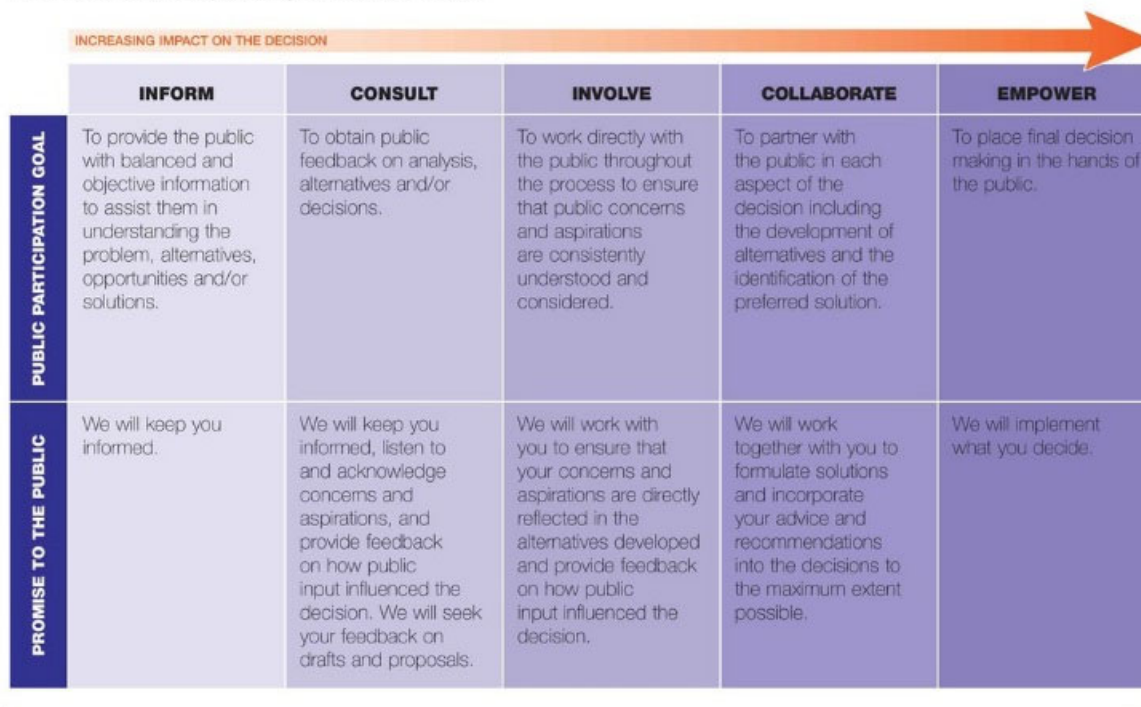 INCREASING IMPACT ON THE DECISION
INFORM
CONSULT
INVOLVE
COLLABORATE
EMPOWER
PUBLIC PARTICIPATION GOAL
To provide the public
with balanced and
objective information
to assist them in
understanding the
problem, alternatives,
opportunities and/or
solutions.
To obtain public
feedback on analysis,
alternatives and/or
decisions.
To work directly with
the public throughout
the process to ensure
that public concerns
and aspirations
are consistently
understood and
considered.
To partner with
the public in each
aspect of the
decision including
the development of
alternatives and the
identification of the
preferred solution.
To place final decision
making in the hands of
the public.
PROMISE TO THE PUBLIC
We will keep you
informed.
We will keep you
informed, listen to
and acknowledge
concerns and
aspirations, and
provide feedback
on how public
input influenced the
decision. We will seek
your feedback on
drafts and proposals.
We will work with
you to ensure that
your concerns and
aspirations are directly
reflected in the
alternatives developed
and provide feedback
on how public
input influenced the
decision.
We will work
together with you to
formulate solutions
and incorporate
your advice and
recommendations
into the decisions to
the maximum extent
possible.
We will implement
what you decide.